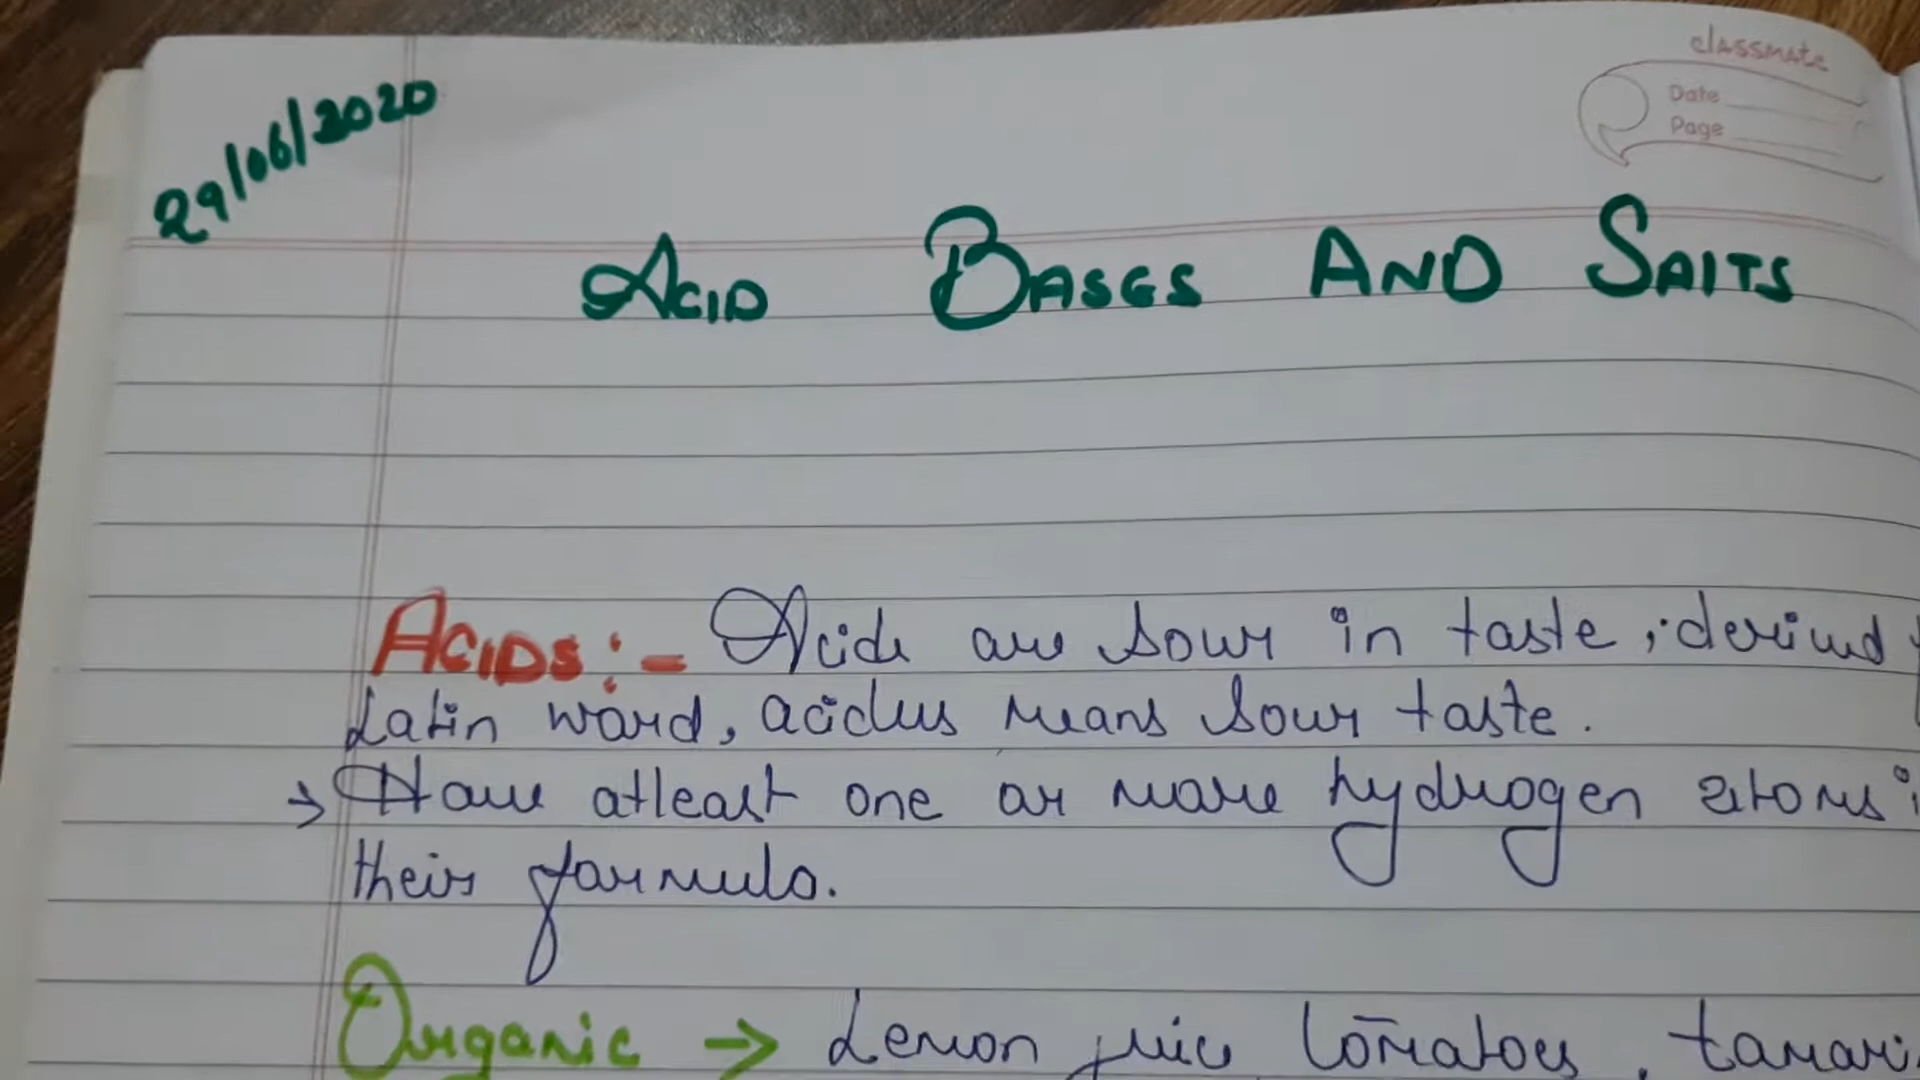 classmate
Date
Page
29/06/2020
ACID BASES AND SALTS
ACIDS:- Acids are sour in taste, derived
Latin word, acidus means sour taste.
→ Have atleast one or more hydrogen atoms
their formula.
Organic → Lemon juice tomatoes, tamari